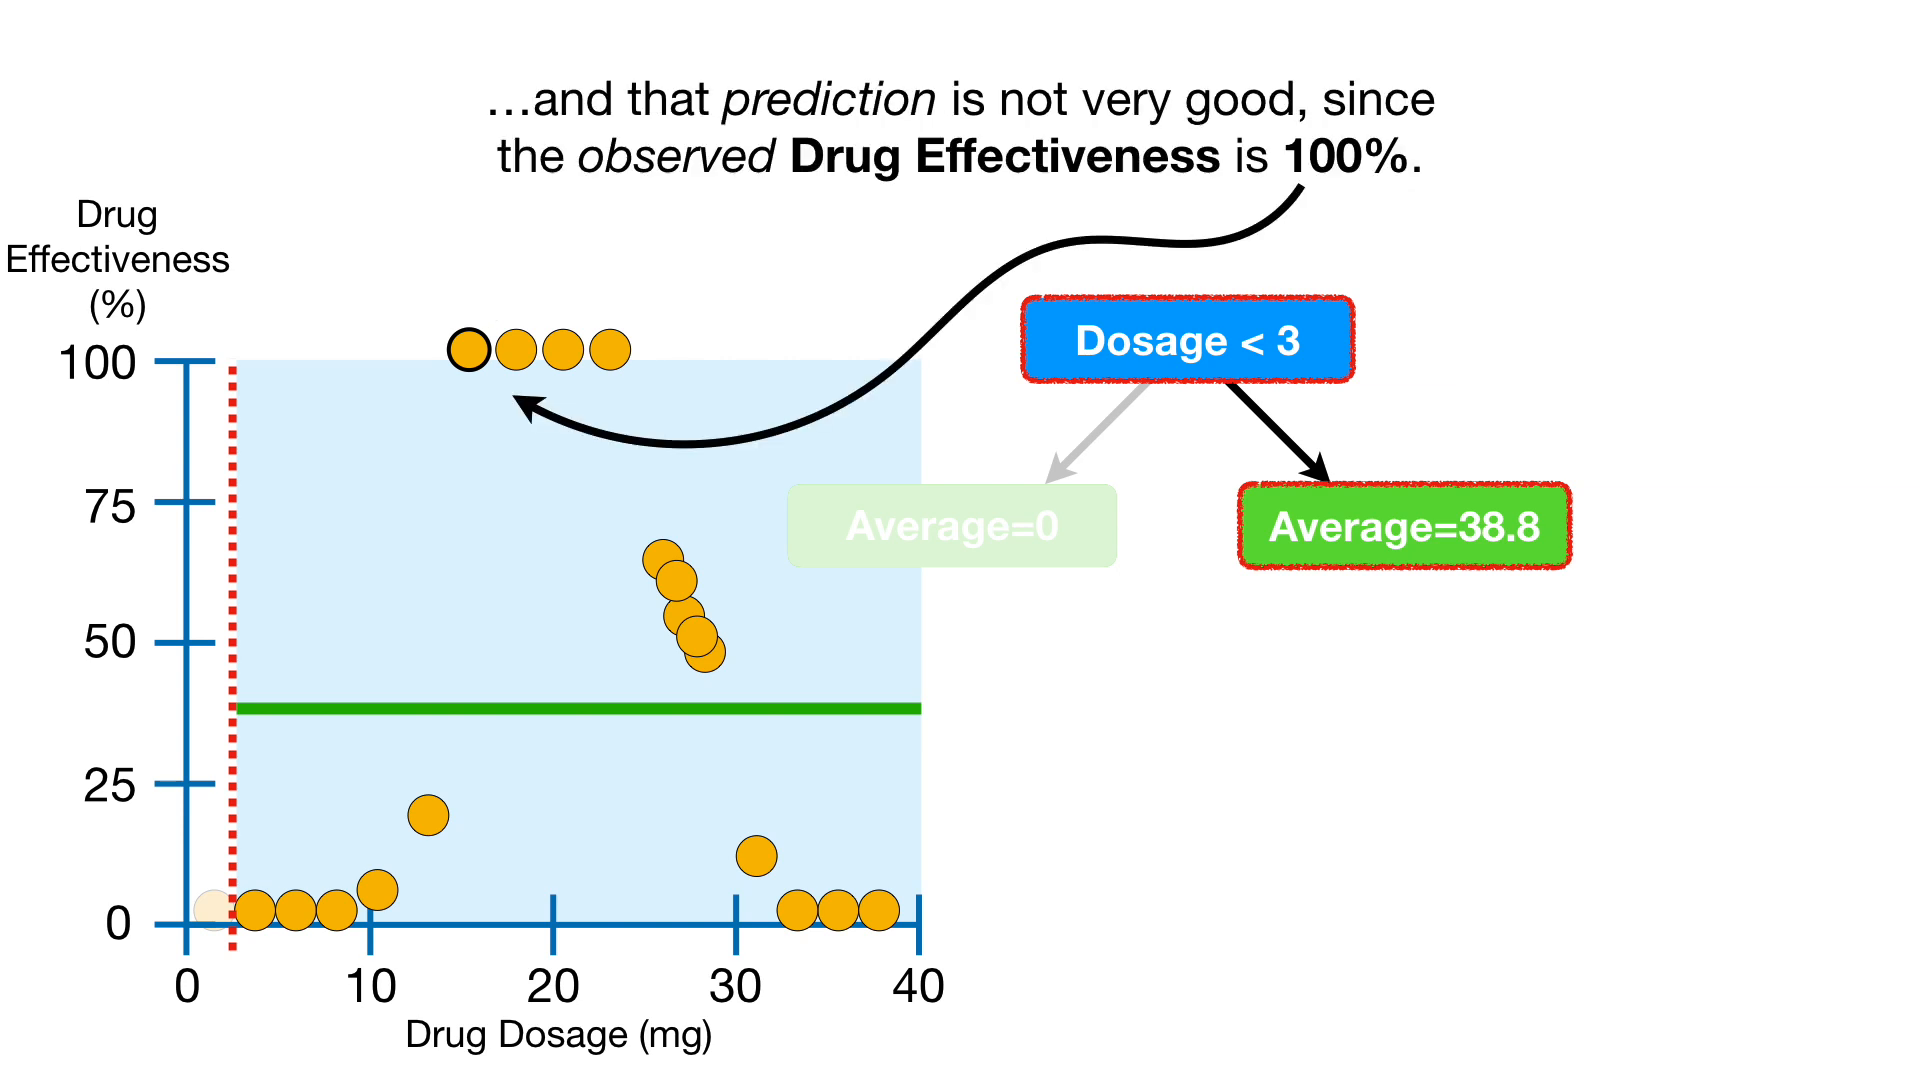 …and that prediction is not very good, since
the observed Drug Effectiveness is 100%.
Drug
Effectiveness
(%)
100
75
50
25
0
0 10 20 30 40
Drug Dosage (mg)
Dosage < 3
Average=0
Average=38.8